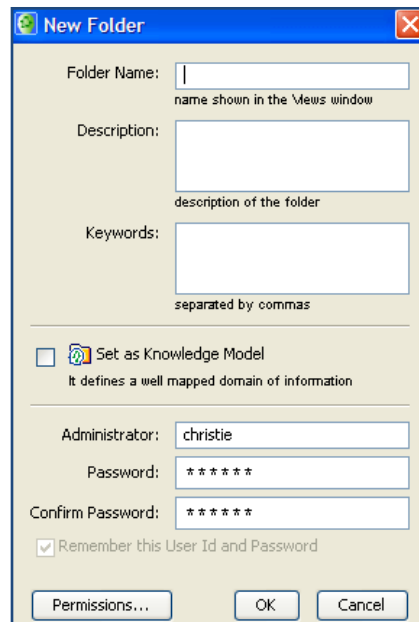 New Folder
Folder Name:
name shown in the Views window
Description:
description of the folder
Keywords:
separated by commas
Set as Knowledge Model
It defines a well mapped domain of information
Administrator: christie
Password: ******
Confirm Password: ******
Remember this User Id and Password
Permissions... OK Cancel